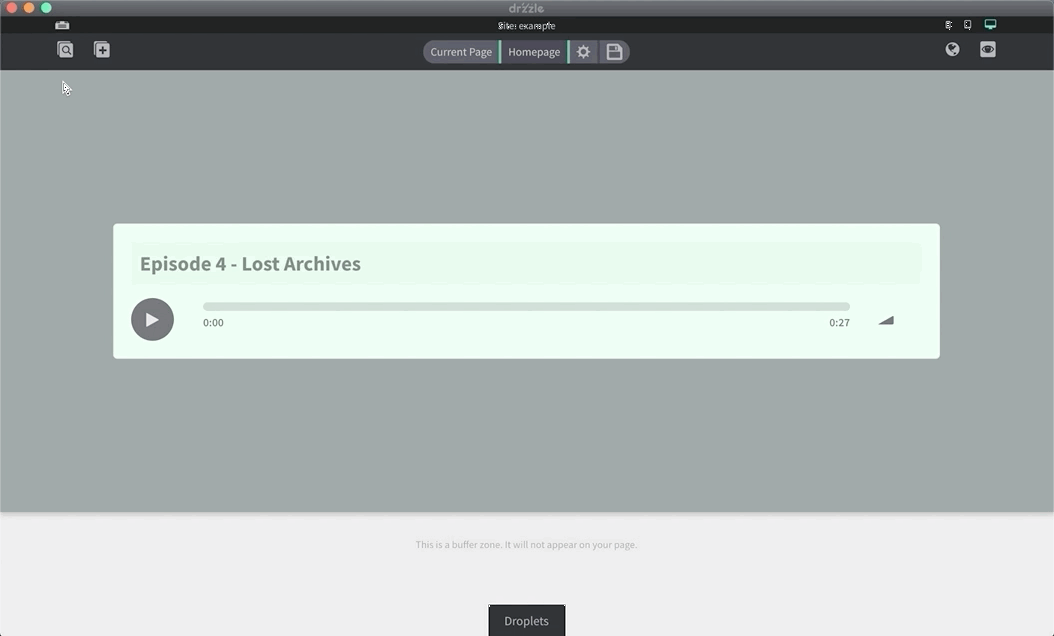 drizzle
Site: example
Current Page Homepage
Episode 4 - Lost Archives
0:00 0:27
This is a buffer zone. It will not appear on your page.
Droplets